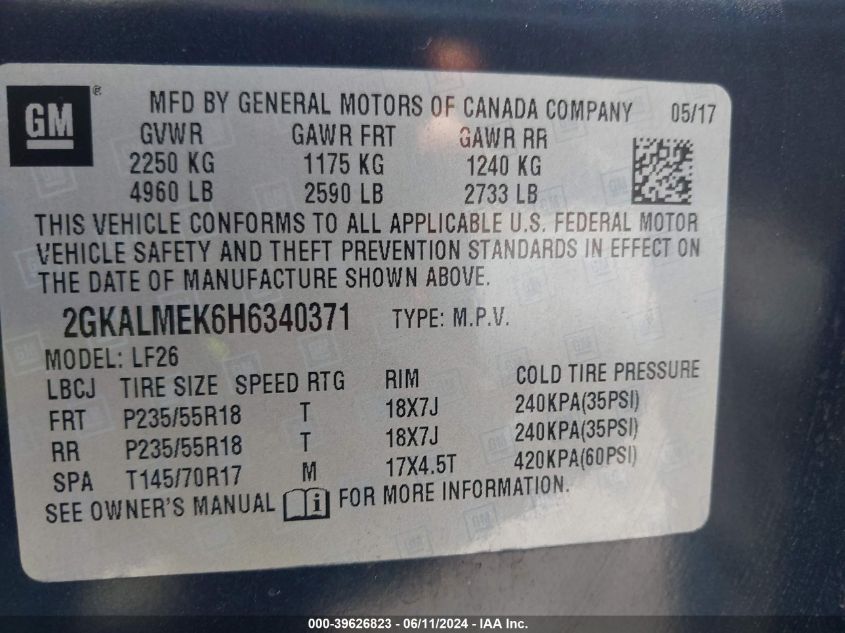 GM ® MFD BY GENERAL MOTORS OF CANADA COMPANY 05/17
GVWR GAWR FRT GAWR RR
2250 KG 1175 KG 1240 KG
4960 LB 2590 LB 2733 LB
THIS VEHICLE CONFORMS TO ALL APPLICABLE U.S. FEDERAL MOTOR
VEHICLE SAFETY AND THEFT PREVENTION STANDARDS IN EFFECT ON
THE DATE OF MANUFACTURE SHOWN ABOVE.
2GKALMEK6H6340371 TYPE: M.P.V.
MODEL: LF26
LBCJ TIRE SIZE SPEED RTG RIM COLD TIRE PRESSURE
FRT P235/55R18 T 18X7J 240KPA(35PSI)
RR P235/55R18 T 18X7J 240KPA(35PSI)
SPA T145/70R17 M 17X4.5T 420KPA(60PSI)
SEE OWNER'S MANUAL i FOR MORE INFORMATION.
000-39626823 - 06/11/2024 - IAA Inc.